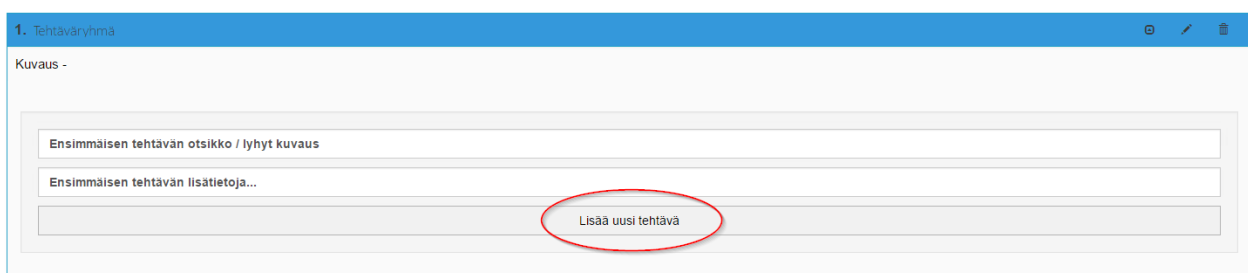 1. Tehtäväryhmä
Kuvaus -
Ensimmäisen tehtävän otsikko / lyhyt kuvaus
Ensimmäisen tehtävän lisätietoja...
Lisää uusi tehtävä